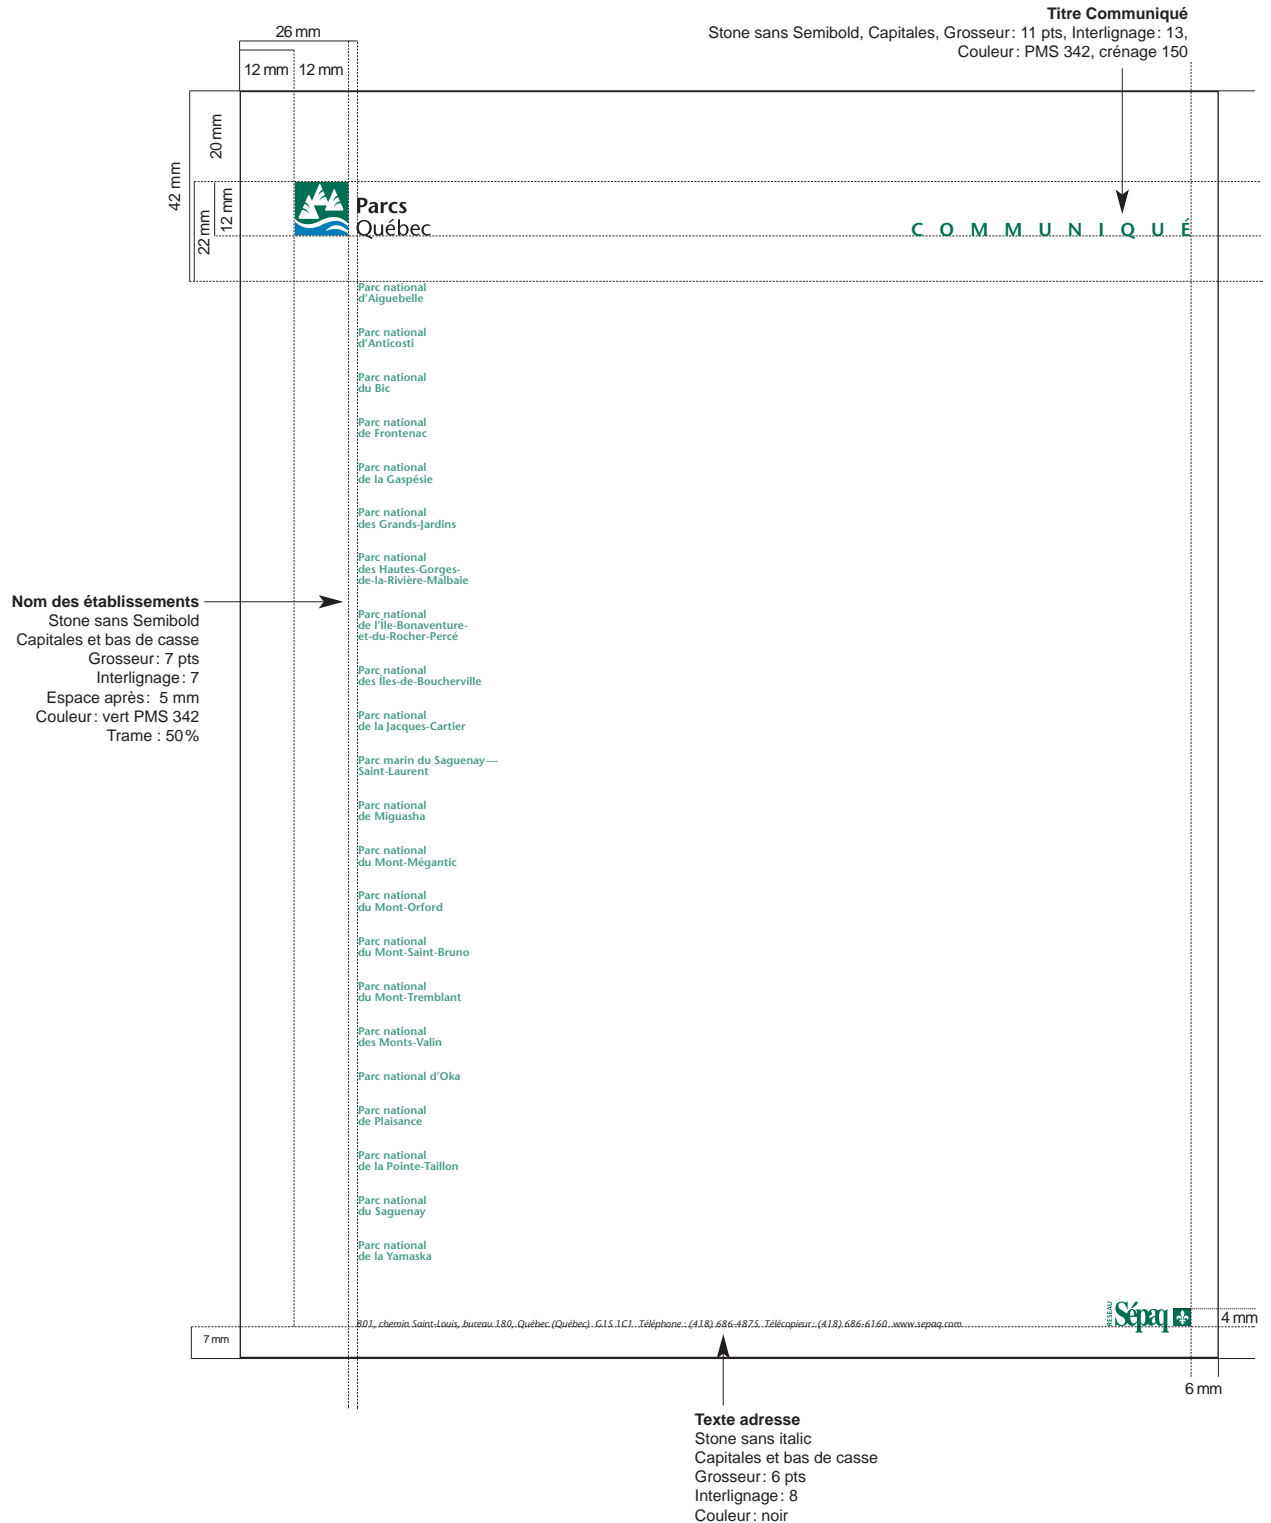 Titre Communiqué
Stone sans Semibold, Capitales, Grosseur : 11 pts, Interlignage : 13,
Couleur : PMS 342, crénage 150
26 mm
12 mm
12 mm
20 mm
42 mm
22 mm
12 mm
Parcs
Québec
COMMUNIQUÉ
Parc national
d'Aiguebelle
Parc national
d'Anticosti
Parc national
du Bic
Parc national
de Frontenac
Parc national
de la Gaspésie
Parc national
des Grands-Jardins
Parc national
des Hautes-Gorges-
de-la-Rivière-Malbaie
Parc national
de l'Île-Bonaventure-
et-du-Rocher-Percé
Parc national
des Îles-de-Boucherville
Parc national
de la Jacques-Cartier
Parc marin du Saguenay—
Saint-Laurent
Parc national
de Miguasha
Parc national
du Mont-Mégantic
Parc national
du Mont-Orford
Parc national
du Mont-Saint-Bruno
Parc national
du Mont-Tremblant
Parc national
des Monts-Valin
Parc national d'Oka
Parc national
de Plaisance
Parc national
de la Pointe-Taillon
Parc national
du Saguenay
Parc national
de la Yamaska
Nom des établissements
Stone sans Semibold
Capitales et bas de casse
Grosseur : 7 pts
Interlignage : 7
Espace après : 5 mm
Couleur : vert PMS 342
Trame : 50 %
801, chemin Saint-Louis, bureau 180, Québec (Québec) G1S 1C1 Téléphone : (418) 686-4875 Télécopieur : (418) 686-6160 www.sepaq.com
RÉSEAU
Sépaq
4 mm
7 mm
6 mm
Texte adresse
Stone sans italic
Capitales et bas de casse
Grosseur : 6 pts
Interlignage : 8
Couleur : noir